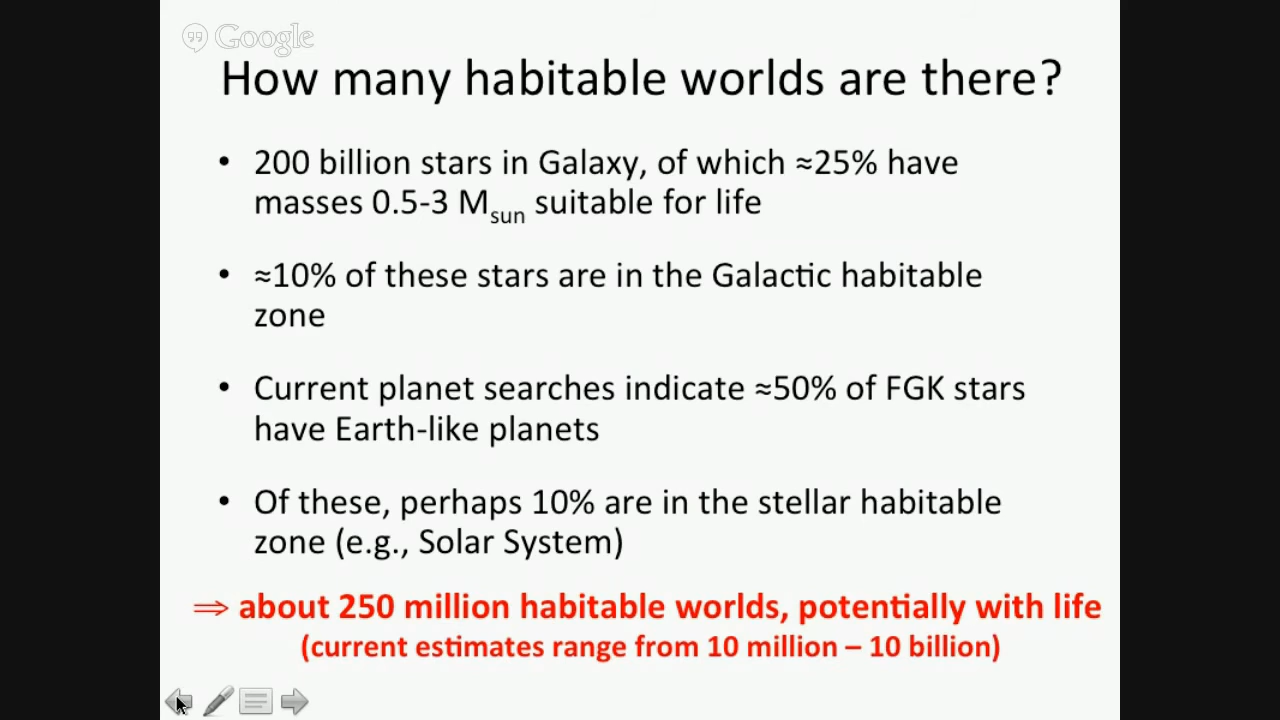 Google
How many habitable worlds are there?
• 200 billion stars in Galaxy, of which ≈25% have
masses 0.5-3 Msun suitable for life
• ≈10% of these stars are in the Galactic habitable
zone
• Current planet searches indicate ≈50% of FGK stars
have Earth-like planets
• Of these, perhaps 10% are in the stellar habitable
zone (e.g., Solar System)
⇒ about 250 million habitable worlds, potentially with life
(current estimates range from 10 million – 10 billion)